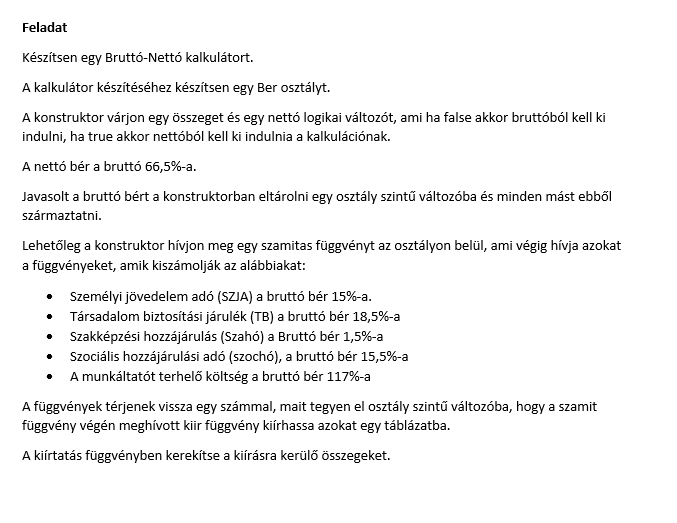 Feladat
Készítsen egy Bruttó-Nettó kalkulátort.
A kalkulátor készítéséhez készítsen egy Ber osztályt.
A konstruktor várjon egy összeget és egy nettó logikai változót, ami ha false akkor bruttóból kell ki
indulni, ha true akkor nettóból kell ki indulnia a kalkulációnak.
A nettó bér a bruttó 66,5%-a.
Javasolt a bruttó bért a konstruktorban eltárolni egy osztály szintű változóba és minden mást ebből
származtatni.
Lehetőleg a konstruktor hívjon meg egy szamitas függvényt az osztályon belül, ami végig hívja azokat
a függvényeket, amik kiszámolják az alábbiakat:
• Személyi jövedelem adó (SZJA) a bruttó bér 15%-a.
• Társadalom biztosítási járulék (TB) a bruttó bér 18,5%-a
• Szakképzési hozzájárulás (Szahó) a Bruttó bér 1,5%-a
• Szociális hozzájárulási adó (szochó), a bruttó bér 15,5%-a
• A munkáltatót terhelő költség a bruttó bér 117%-a
A függvények térjenek vissza egy számmal, mait tegyen el osztály szintű változóba, hogy a szamit
függvény végén meghívott kiir függvény kiírhassa azokat egy táblázatba.
A kiírtatás függvényben kerekítse a kiírásra kerülő összegeket.